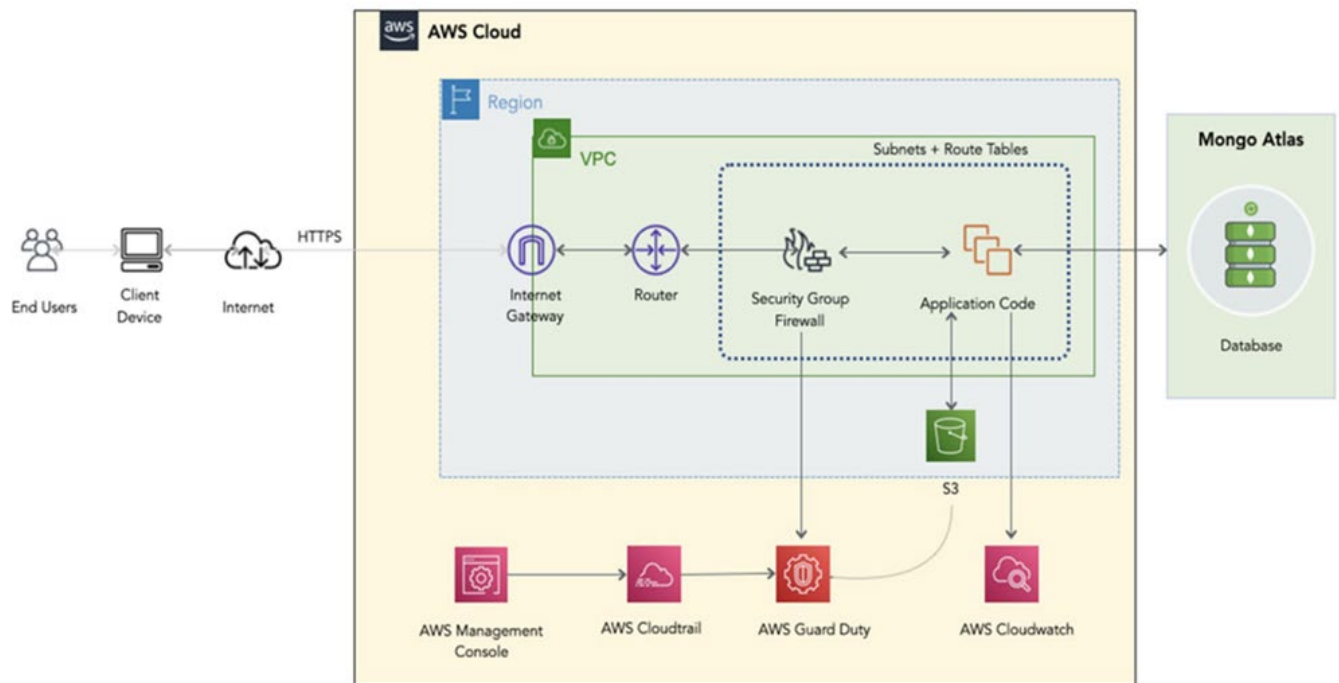 aws
AWS Cloud
Region
VPC
Subnets + Route Tables
Mongo Atlas
HTTPS
End Users
Client
Device
Internet
Internet
Gateway
Router
Security Group
Firewall
Application Code
Database
S3
AWS Management
Console
AWS Cloudtrail
AWS Guard Duty
AWS Cloudwatch